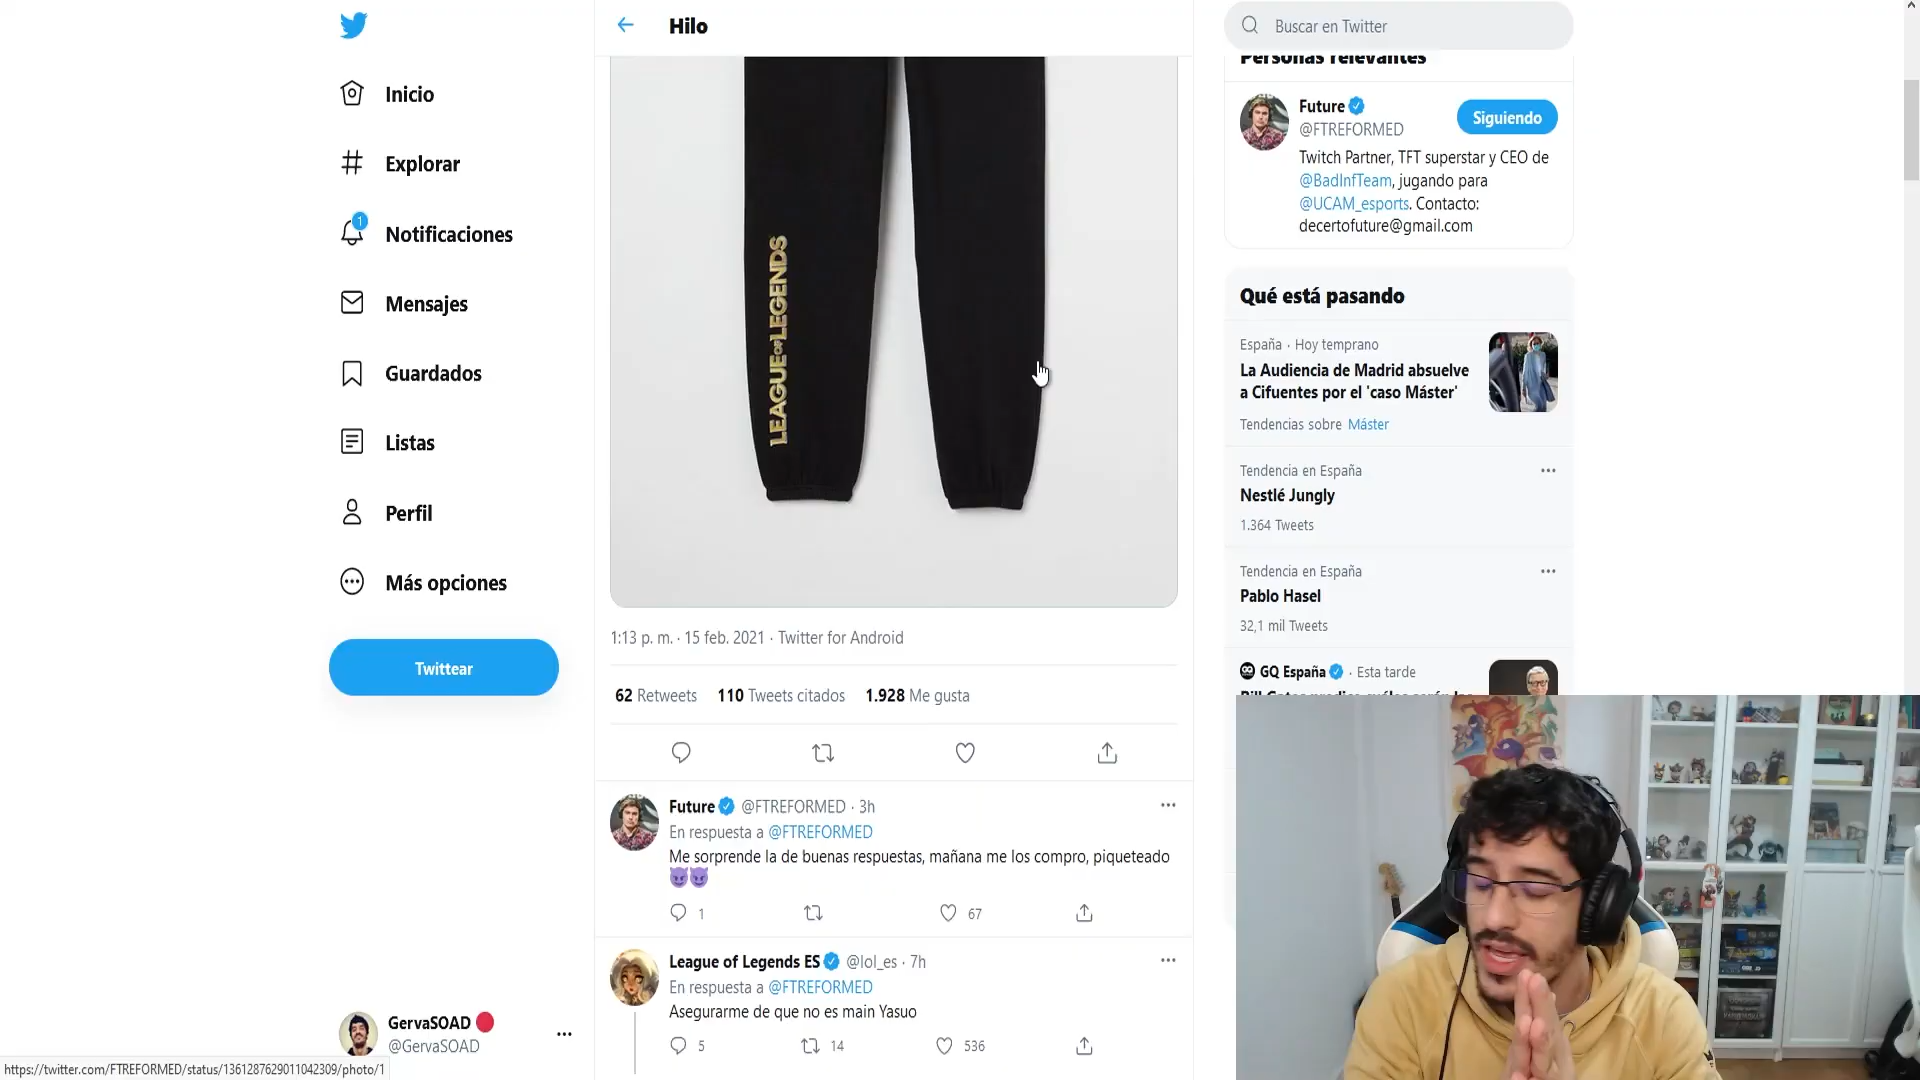 Inicio
Explorar
1
Notificaciones
Mensajes
Guardados
Listas
Perfil
Más opciones
Twittear
GervaSOAD
@GervaSOAD
https://twitter.com/FTREFORMED/status/1361287629011042309/photo/1
Hilo
LEAGUE OF LEGENDS
1:13 p. m. · 15 feb. 2021 · Twitter for Android
62 Retweets 110 Tweets citados 1.928 Me gusta
Future @FTREFORMED · 3h
En respuesta a @FTREFORMED
Me sorprende la de buenas respuestas, mañana me los compro, piqueteado
😈😈
1 67
League of Legends ES @lol_es · 7h
En respuesta a @FTREFORMED
Asegurarme de que no es main Yasuo
5 14 536
Buscar en Twitter
Personas relevantes
Future
@FTREFORMED
Siguiendo
Twitch Partner, TFT superstar y CEO de
@BadInfTeam, jugando para
@UCAM_esports. Contacto:
decertofuture@gmail.com
Qué está pasando
España · Hoy temprano
La Audiencia de Madrid absuelve
a Cifuentes por el 'caso Máster'
Tendencias sobre Máster
Tendencia en España
Nestlé Jungly
1.364 Tweets
Tendencia en España
Pablo Hasel
32,1 mil Tweets
GQ España · Esta tarde